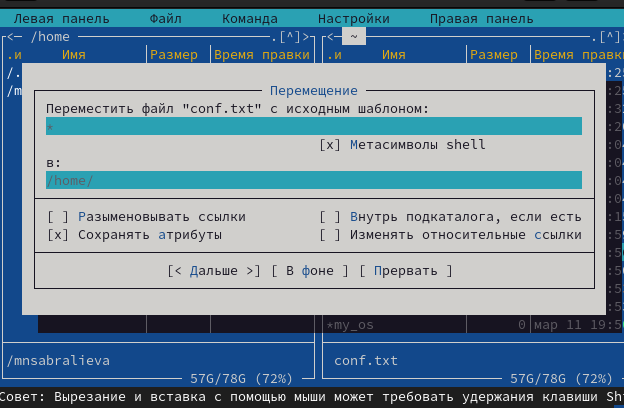 Левая панель Файл Команда Настройки Правая панель
<─ /home .[^]> <─ ~ .[^]
.и Имя Размер Время правки .и Имя Размер Время правки
/.
/m
Перемещение
Переместить файл "conf.txt" с исходным шаблоном:
*
[x] Метасимволы shell
в:
/home/
[ ] Разыменовывать ссылки [ ] Внутрь подкаталога, если есть
[x] Сохранять атрибуты [ ] Изменять относительные ссылки
[< Дальше >] [ В фоне ] [ Прервать ]
*my_os 0 мар 11 19:5
/mnsabralieva conf.txt
57G/78G (72%) 57G/78G (72%)
Совет: Вырезание и вставка с помощью мыши может требовать удержания клавиши Sh